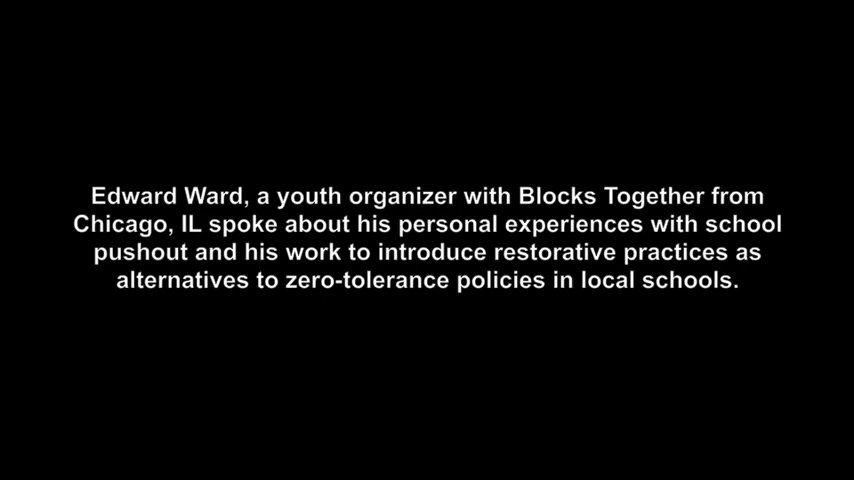 Edward Ward, a youth organizer with Blocks Together from
Chicago, IL spoke about his personal experiences with school
pushout and his work to introduce restorative practices as
alternatives to zero-tolerance policies in local schools.